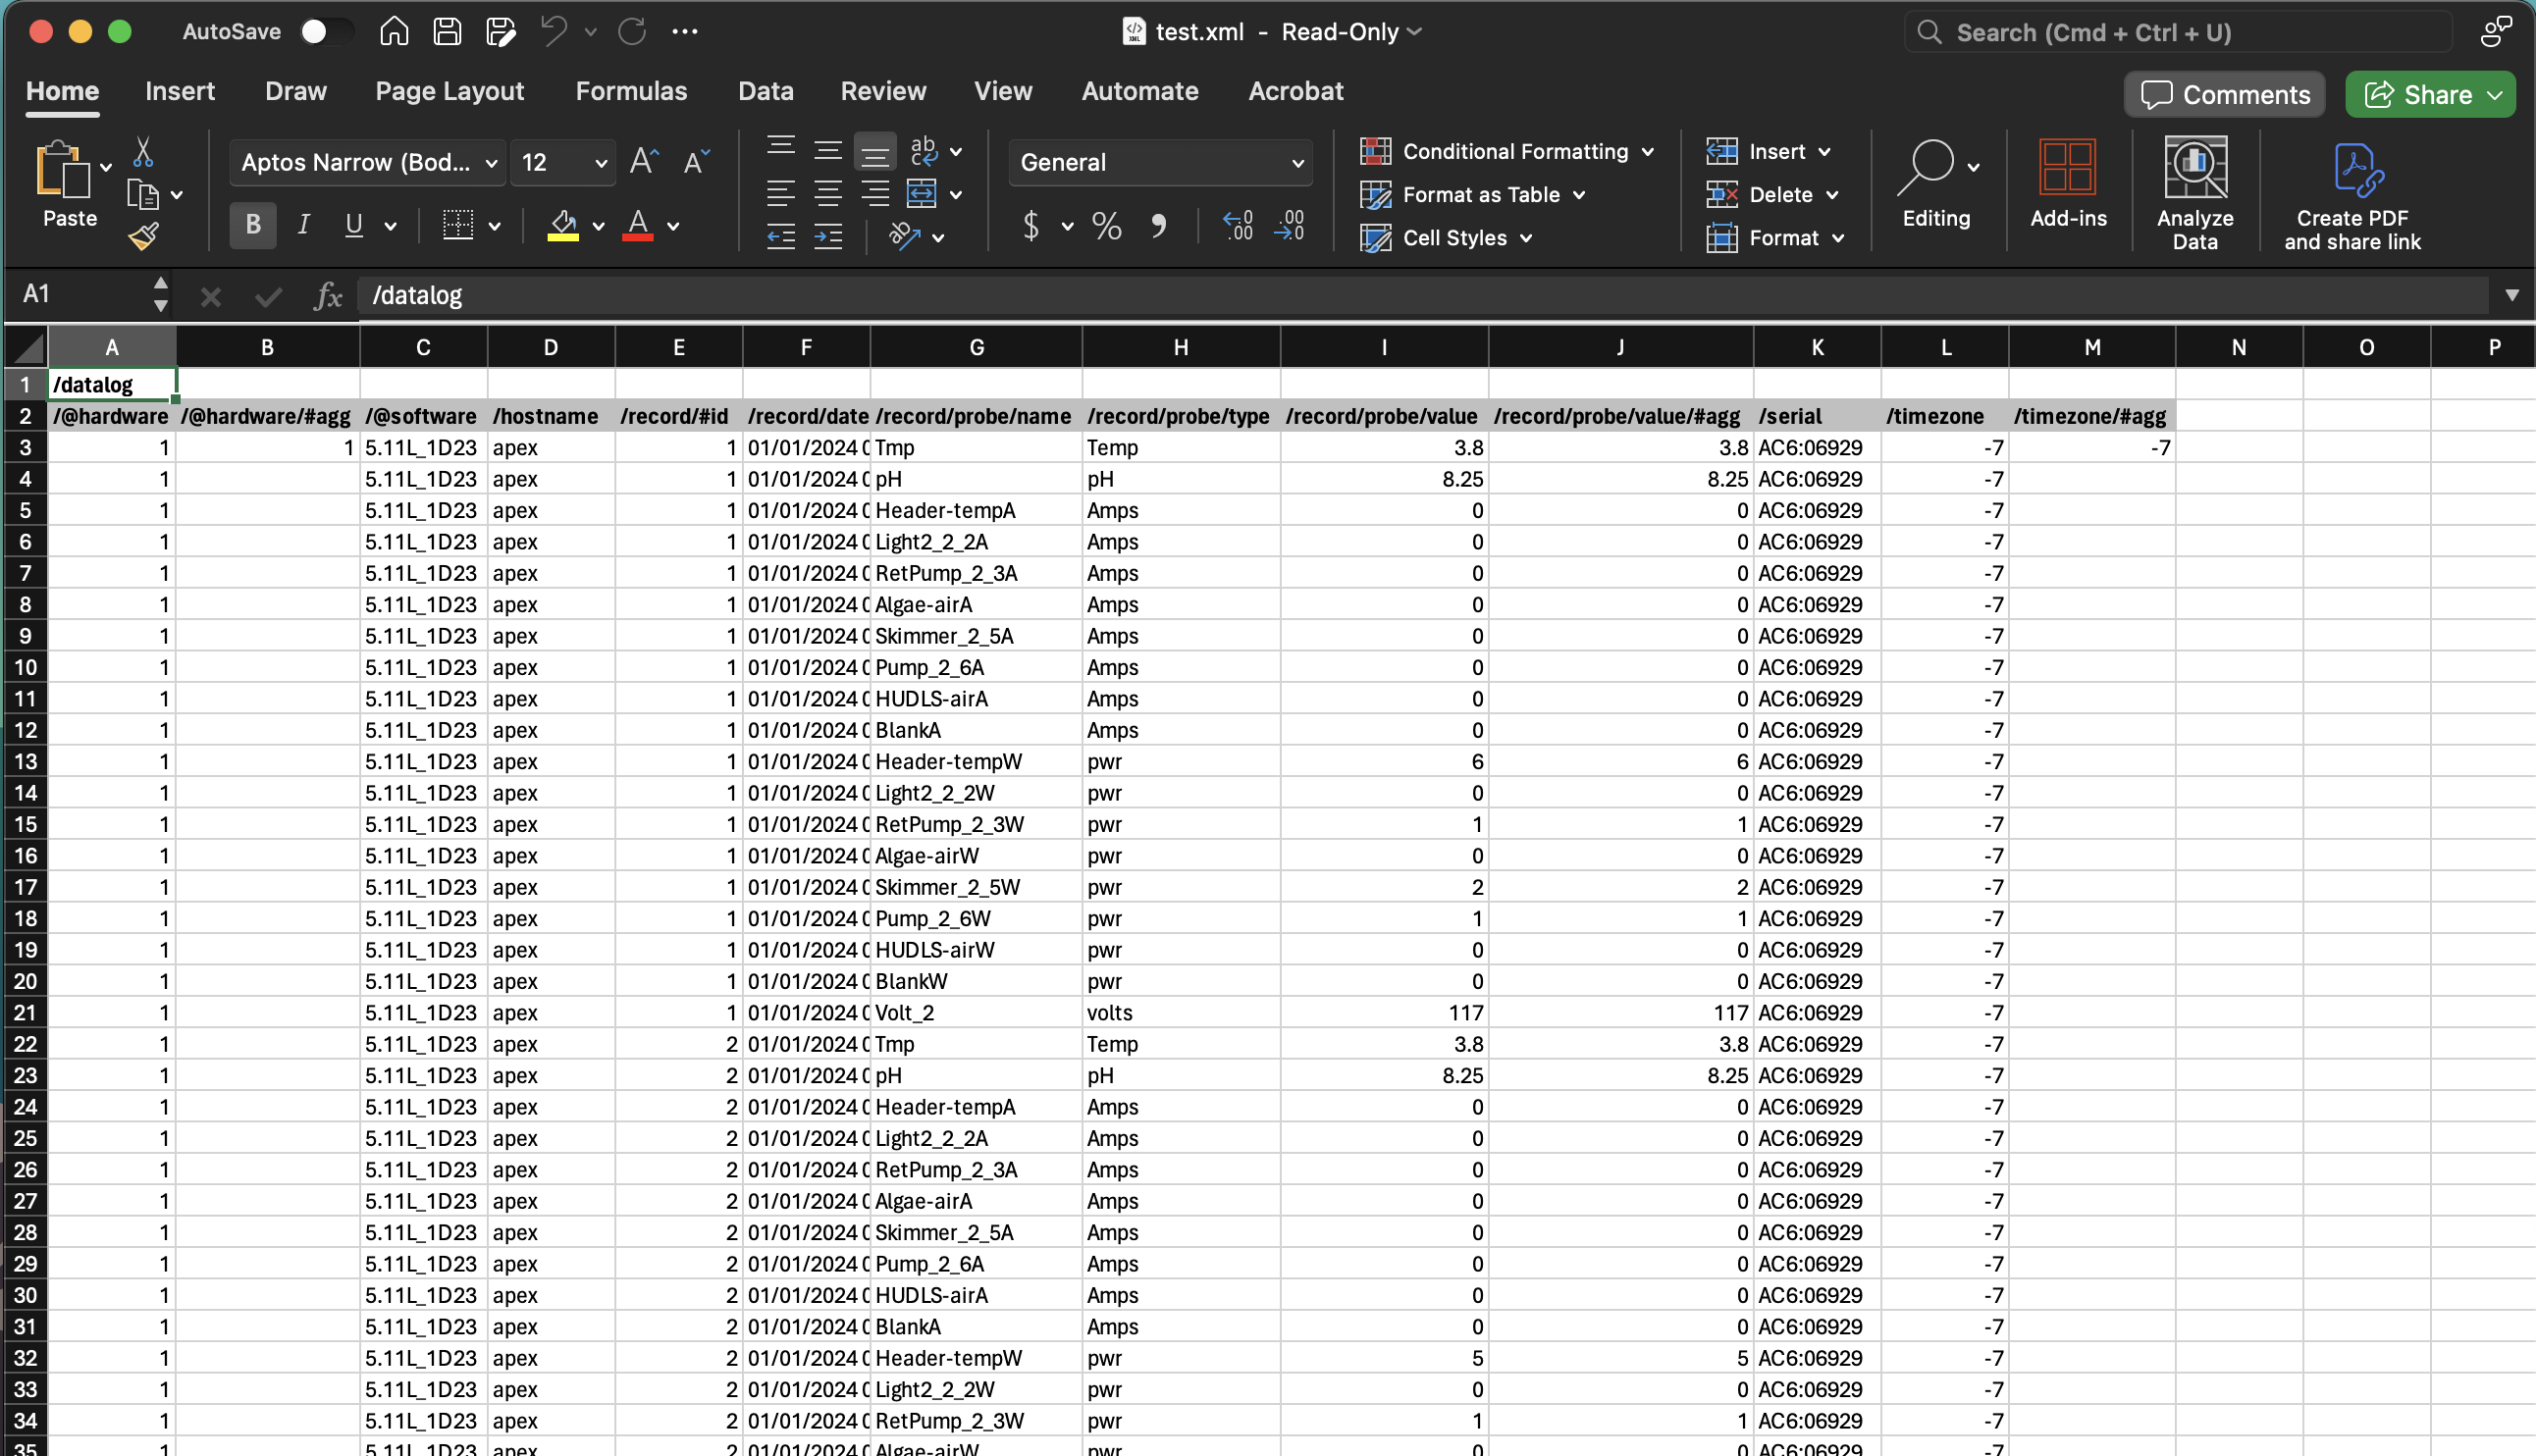 AutoSave
test.xml - Read-Only
Search (Cmd + Ctrl + U)
Home Insert Draw Page Layout Formulas Data Review View Automate Acrobat
Comments Share
Paste
Aptos Narrow (Bod... 12
B I U
General
$ % 9
Conditional Formatting
Format as Table
Cell Styles
Insert
Delete
Format
Editing
Add-ins
Analyze Data
Create PDF and share link
A1 fx /datalog
A B C D E F G H I J K L M N O P
1 /datalog
2 /@hardware /@hardware/#agg /@software /hostname /record/#id /record/date /record/probe/name /record/probe/type /record/probe/value /record/probe/value/#agg /serial /timezone /timezone/#agg
3 1 1 5.11L_1D23 apex 1 01/01/2024 Tmp Temp 3.8 3.8 AC6:06929 -7 -7
4 1 5.11L_1D23 apex 1 01/01/2024 pH pH 8.25 8.25 AC6:06929 -7
5 1 5.11L_1D23 apex 1 01/01/2024 Header-tempA Amps 0 0 AC6:06929 -7
6 1 5.11L_1D23 apex 1 01/01/2024 Light2_2_2A Amps 0 0 AC6:06929 -7
7 1 5.11L_1D23 apex 1 01/01/2024 RetPump_2_3A Amps 0 0 AC6:06929 -7
8 1 5.11L_1D23 apex 1 01/01/2024 Algae-airA Amps 0 0 AC6:06929 -7
9 1 5.11L_1D23 apex 1 01/01/2024 Skimmer_2_5A Amps 0 0 AC6:06929 -7
10 1 5.11L_1D23 apex 1 01/01/2024 Pump_2_6A Amps 0 0 AC6:06929 -7
11 1 5.11L_1D23 apex 1 01/01/2024 HUDLS-airA Amps 0 0 AC6:06929 -7
12 1 5.11L_1D23 apex 1 01/01/2024 BlankA Amps 0 0 AC6:06929 -7
13 1 5.11L_1D23 apex 1 01/01/2024 Header-tempW pwr 6 6 AC6:06929 -7
14 1 5.11L_1D23 apex 1 01/01/2024 Light2_2_2W pwr 0 0 AC6:06929 -7
15 1 5.11L_1D23 apex 1 01/01/2024 RetPump_2_3W pwr 1 1 AC6:06929 -7
16 1 5.11L_1D23 apex 1 01/01/2024 Algae-airW pwr 0 0 AC6:06929 -7
17 1 5.11L_1D23 apex 1 01/01/2024 Skimmer_2_5W pwr 2 2 AC6:06929 -7
18 1 5.11L_1D23 apex 1 01/01/2024 Pump_2_6W pwr 1 1 AC6:06929 -7
19 1 5.11L_1D23 apex 1 01/01/2024 HUDLS-airW pwr 0 0 AC6:06929 -7
20 1 5.11L_1D23 apex 1 01/01/2024 BlankW pwr 0 0 AC6:06929 -7
21 1 5.11L_1D23 apex 1 01/01/2024 Volt_2 volts 117 117 AC6:06929 -7
22 1 5.11L_1D23 apex 2 01/01/2024 Tmp Temp 3.8 3.8 AC6:06929 -7
23 1 5.11L_1D23 apex 2 01/01/2024 pH pH 8.25 8.25 AC6:06929 -7
24 1 5.11L_1D23 apex 2 01/01/2024 Header-tempA Amps 0 0 AC6:06929 -7
25 1 5.11L_1D23 apex 2 01/01/2024 Light2_2_2A Amps 0 0 AC6:06929 -7
26 1 5.11L_1D23 apex 2 01/01/2024 RetPump_2_3A Amps 0 0 AC6:06929 -7
27 1 5.11L_1D23 apex 2 01/01/2024 Algae-airA Amps 0 0 AC6:06929 -7
28 1 5.11L_1D23 apex 2 01/01/2024 Skimmer_2_5A Amps 0 0 AC6:06929 -7
29 1 5.11L_1D23 apex 2 01/01/2024 Pump_2_6A Amps 0 0 AC6:06929 -7
30 1 5.11L_1D23 apex 2 01/01/2024 HUDLS-airA Amps 0 0 AC6:06929 -7
31 1 5.11L_1D23 apex 2 01/01/2024 BlankA Amps 0 0 AC6:06929 -7
32 1 5.11L_1D23 apex 2 01/01/2024 Header-tempW pwr 5 5 AC6:06929 -7
33 1 5.11L_1D23 apex 2 01/01/2024 Light2_2_2W pwr 0 0 AC6:06929 -7
34 1 5.11L_1D23 apex 2 01/01/2024 RetPump_2_3W pwr 1 1 AC6:06929 -7
35 1 5.11L_1D23 apex 2 01/01/2024 Algae-airW pwr 0 0 AC6:06929 -7